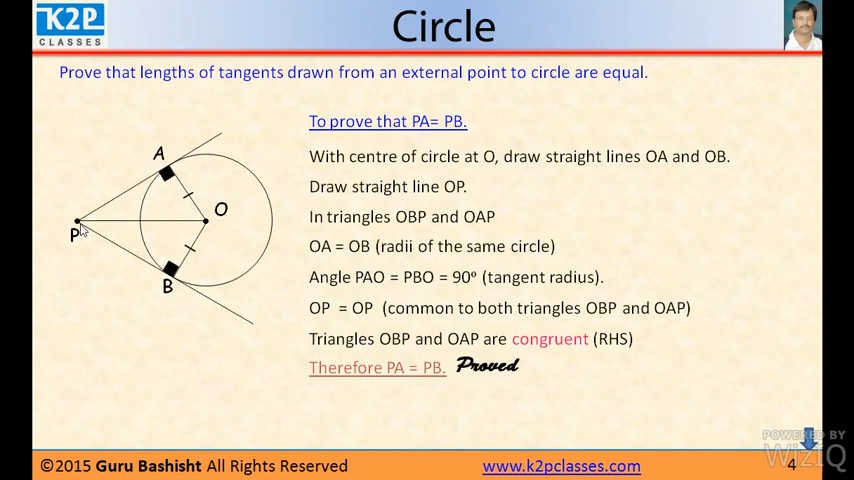 K2P
CLASSES
Circle
Prove that lengths of tangents drawn from an external point to circle are equal.
To prove that PA= PB.
With centre of circle at O, draw straight lines OA and OB.
Draw straight line OP.
In triangles OBP and OAP
OA = OB (radii of the same circle)
Angle PAO = PBO = 90º (tangent radius).
OP = OP (common to both triangles OBP and OAP)
Triangles OBP and OAP are congruent (RHS)
Therefore PA = PB. Proved
A
O
P
B
POWERED BY
WiZiQ
©2015 Guru Bashisht All Rights Reserved
www.k2pclasses.com
4